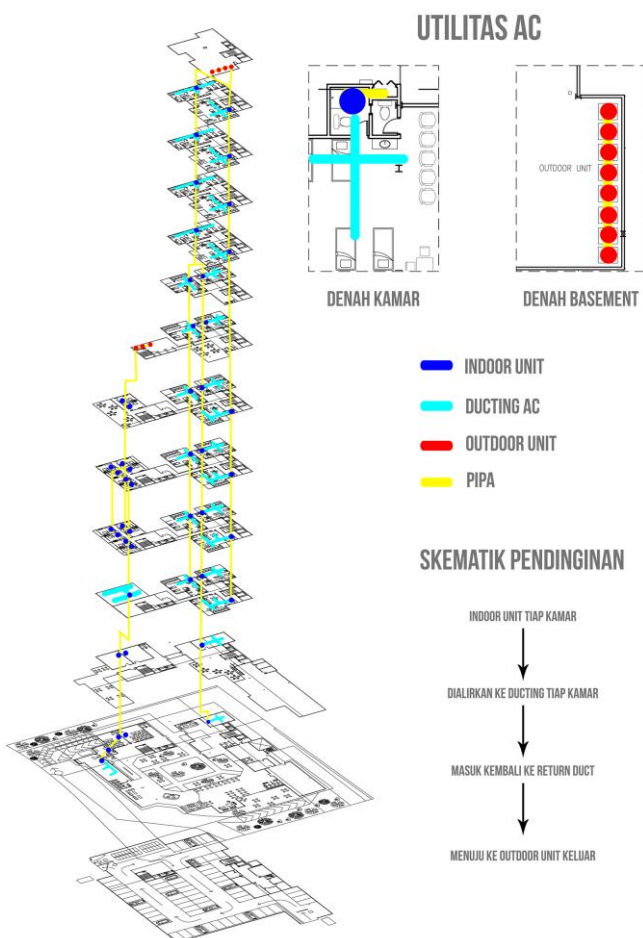 UTILITAS AC
OUTDOOR UNIT
DENAH KAMAR
DENAH BASEMENT
INDOOR UNIT
DUCTING AC
OUTDOOR UNIT
PIPA
SKEMATIK PENDINGINAN
INDOOR UNIT TIAP KAMAR
DIALIRKAN KE DUCTING TIAP KAMAR
MASUK KEMBALI KE RETURN DUCT
MENUJU KE OUTDOOR UNIT KELUAR